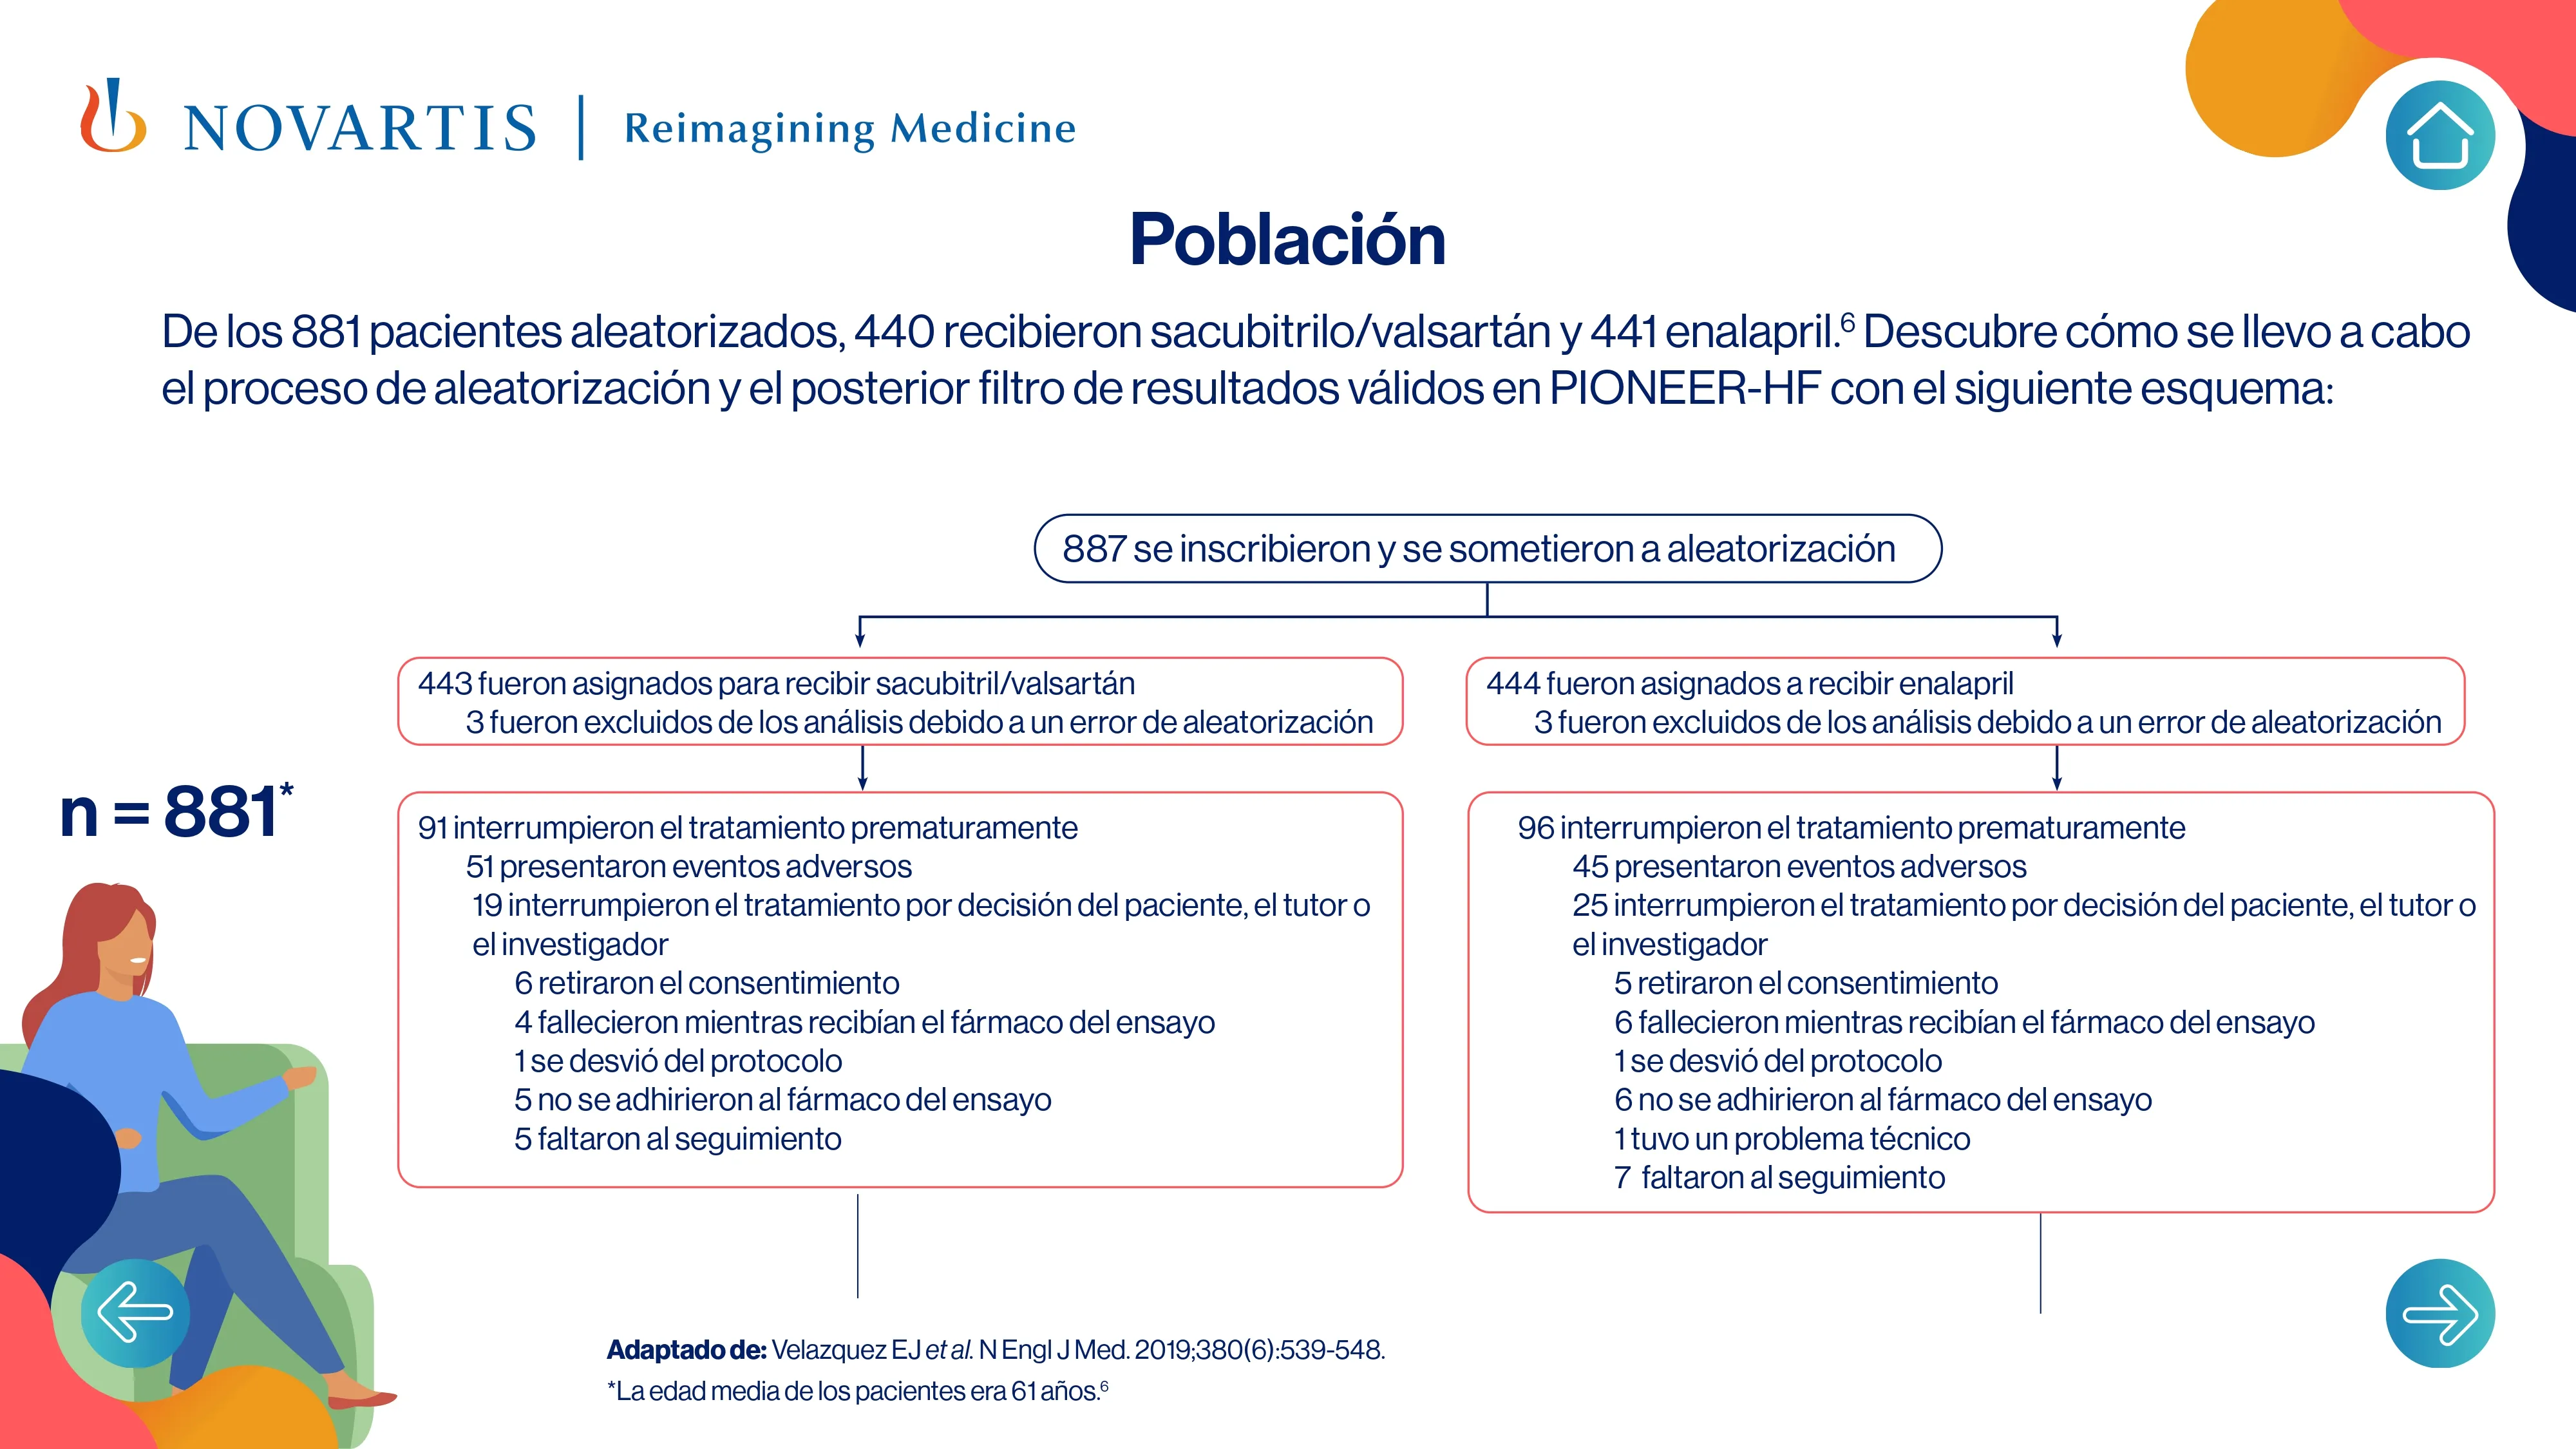 NOVARTIS | Reimagining Medicine
Población
De los 881 pacientes aleatorizados, 440 recibieron sacubitrilo/valsartán y 441 enalapril.⁶ Descubre cómo se llevo a cabo
el proceso de aleatorización y el posterior filtro de resultados válidos en PIONEER-HF con el siguiente esquema:
887 se inscribieron y se sometieron a aleatorización
443 fueron asignados para recibir sacubitril/valsartán
3 fueron excluidos de los análisis debido a un error de aleatorización
444 fueron asignados a recibir enalapril
3 fueron excluidos de los análisis debido a un error de aleatorización
n = 881*
91 interrumpieron el tratamiento prematuramente
51 presentaron eventos adversos
19 interrumpieron el tratamiento por decisión del paciente, el tutor o
el investigador
6 retiraron el consentimiento
4 fallecieron mientras recibían el fármaco del ensayo
1 se desvió del protocolo
5 no se adhirieron al fármaco del ensayo
5 faltaron al seguimiento
96 interrumpieron el tratamiento prematuramente
45 presentaron eventos adversos
25 interrumpieron el tratamiento por decisión del paciente, el tutor o
el investigador
5 retiraron el consentimiento
6 fallecieron mientras recibían el fármaco del ensayo
1 se desvió del protocolo
6 no se adhirieron al fármaco del ensayo
1 tuvo un problema técnico
7 faltaron al seguimiento
Adaptado de: Velazquez EJ et al. N Engl J Med. 2019;380(6):539-548.
*La edad media de los pacientes era 61 años.⁶